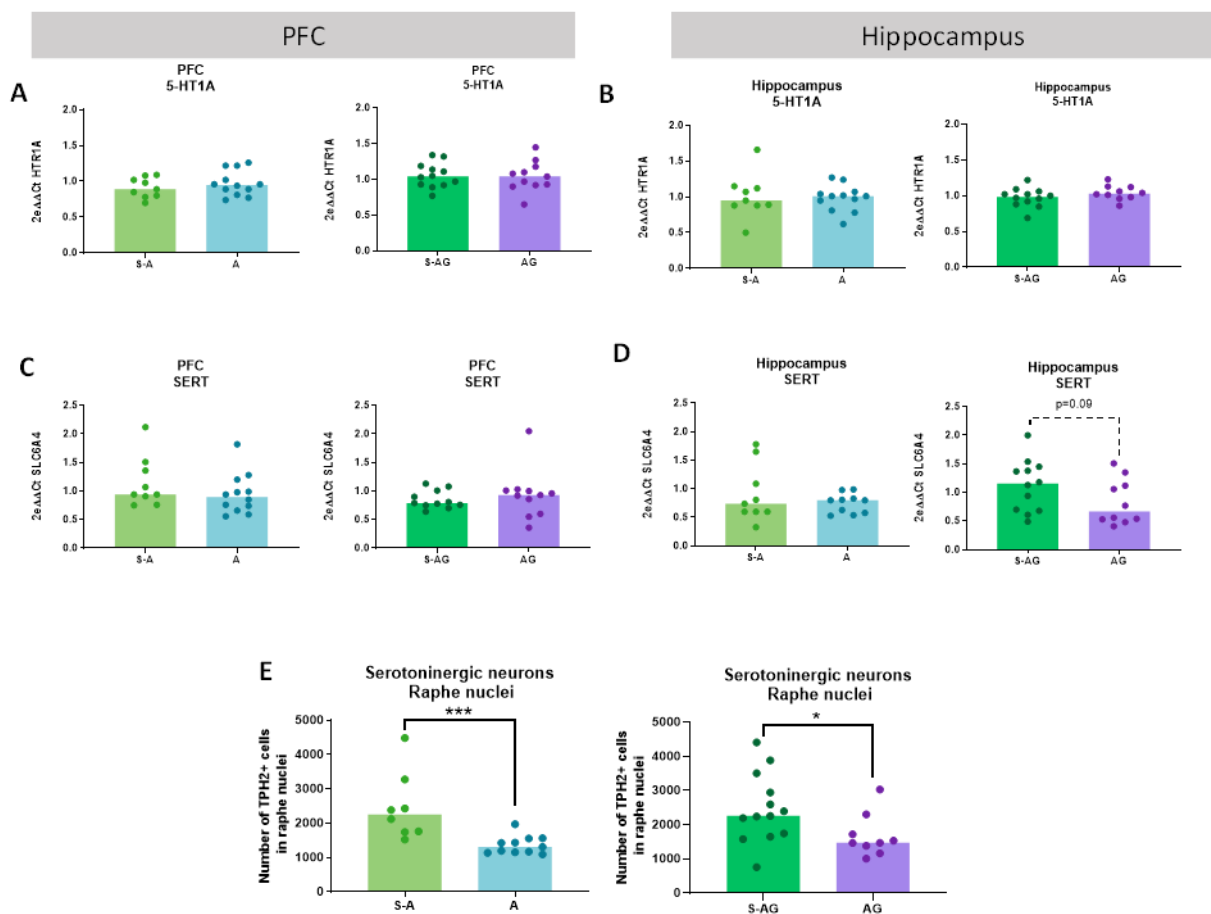 PFC
Hippocampus
A
PFC
5-HT1A
2eΔΔCt HTR1A
2.0
1.5
1.0
0.5
0.0
S-A
A
PFC
5-HT1A
2eΔΔCt HTR1A
2.0
1.5
1.0
0.5
0.0
S-AG
AG
B
Hippocampus
5-HT1A
2eΔΔCt HTR1A
2.0
1.5
1.0
0.5
0.0
S-A
A
Hippocampus
5-HT1A
2eΔΔCt HTR1A
2.0
1.5
1.0
0.5
0.0
S-AG
AG
C
PFC
SERT
2eΔΔCt SLC6A4
2.5
2.0
1.5
1.0
0.5
0.0
S-A
A
PFC
SERT
2eΔΔCt SLC6A4
2.5
2.0
1.5
1.0
0.5
0.0
S-AG
AG
D
Hippocampus
SERT
2eΔΔCt SLC6A4
2.5
2.0
1.5
1.0
0.5
0.0
S-A
A
Hippocampus
SERT
p=0.09
2eΔΔCt SLC6A4
2.5
2.0
1.5
1.0
0.5
0.0
S-AG
AG
E
Serotoninergic neurons
Raphe nuclei
***
Number of TPH2+ cells
in raphe nuclei
5000
4000
3000
2000
1000
0
S-A
A
Serotoninergic neurons
Raphe nuclei
*
Number of TPH2+ cells
in raphe nuclei
5000
4000
3000
2000
1000
0
S-AG
AG